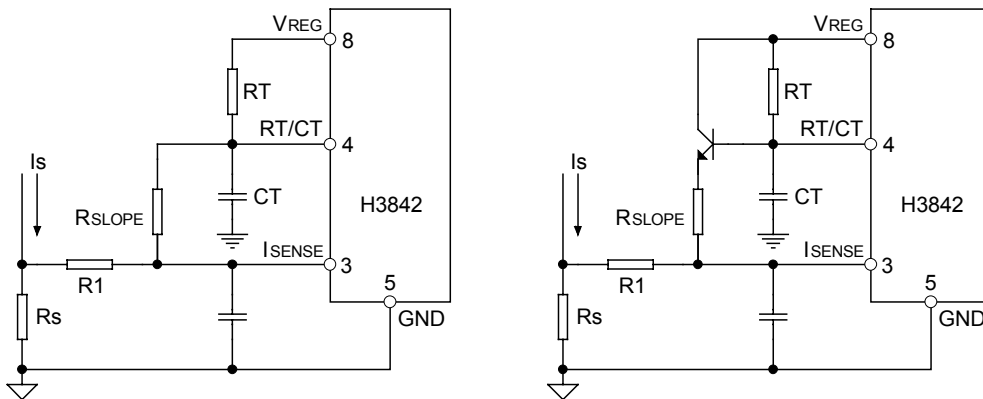 VREG
8
RT
RT/CT
4
Is
CT
H3842
RSLOPE
ISENSE
3
R1
5
Rs
GND
VREG
8
RT
RT/CT
4
Is
CT
H3842
RSLOPE
ISENSE
3
R1
5
Rs
GND